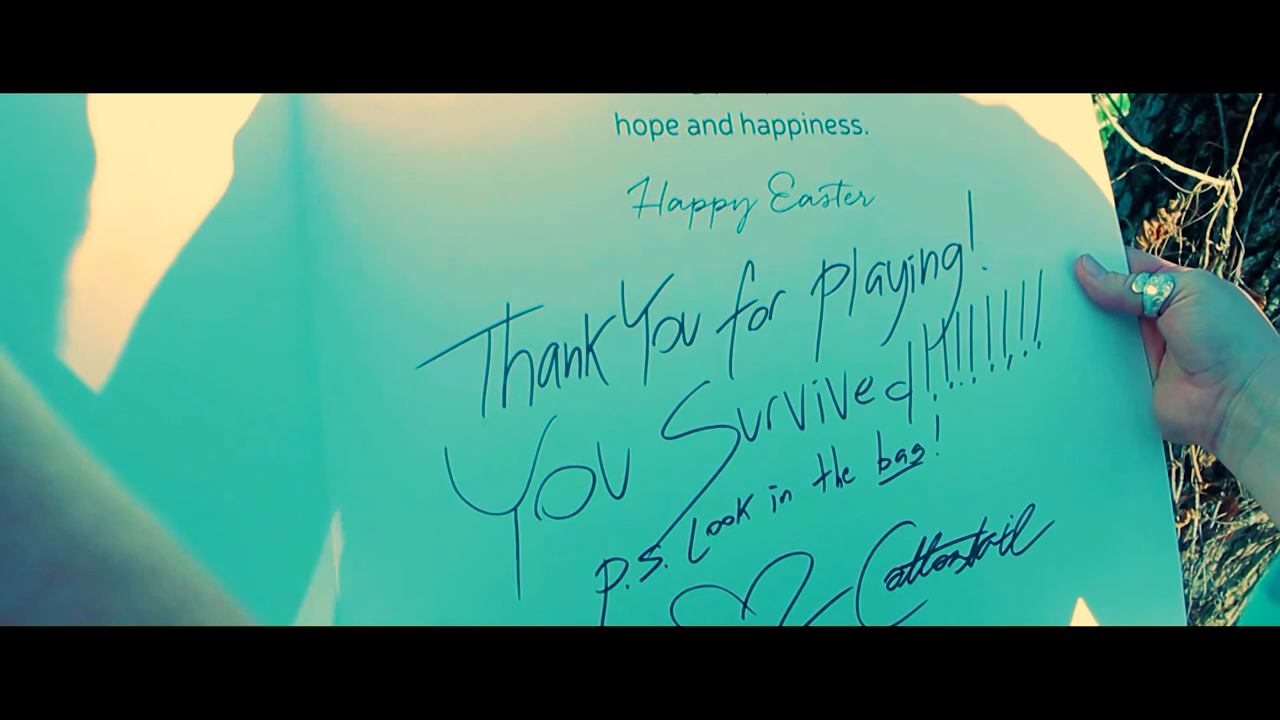 hope and happiness.
Happy Easter
Thank You for playing!
You Survived!!!!!!!!!
P.S. Look in the bag!
Cottontail